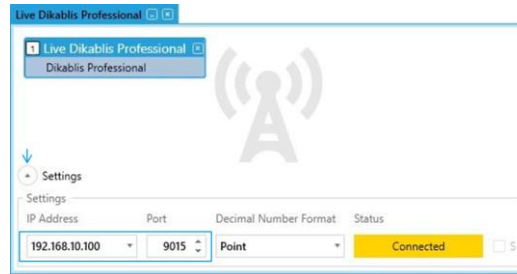 Live Dikablis Professional
1 Live Dikablis Professional
Dikablis Professional
Settings
Settings
IP Address Port Decimal Number Format Status
192.168.10.100 9015 Point Connected S